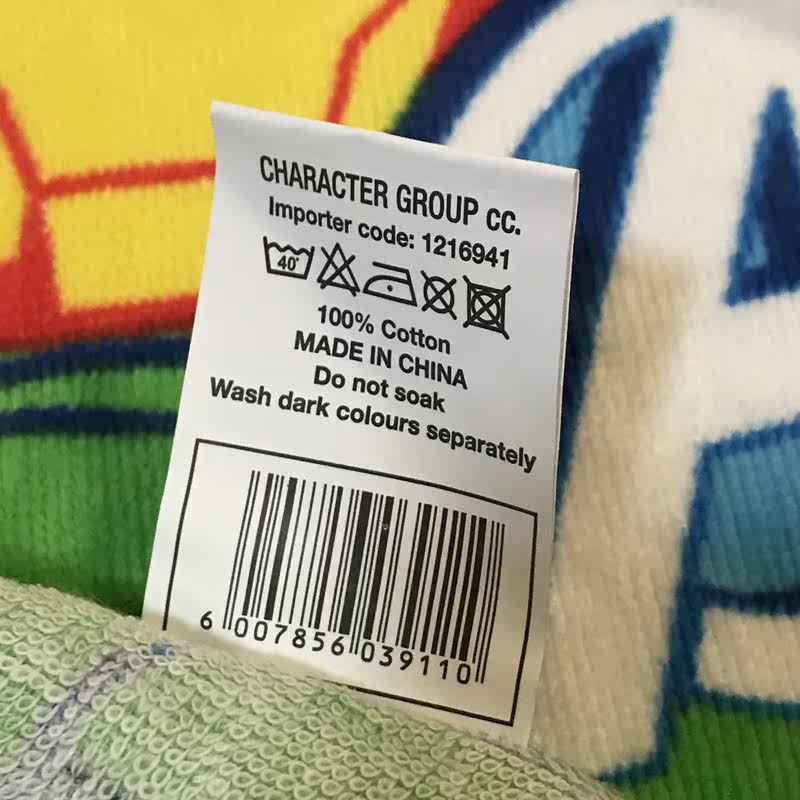 CHARACTER GROUP CC.
Importer code: 1216941
40°
100% Cotton
MADE IN CHINA
Do not soak
Wash dark colours separately
6 007856 039110